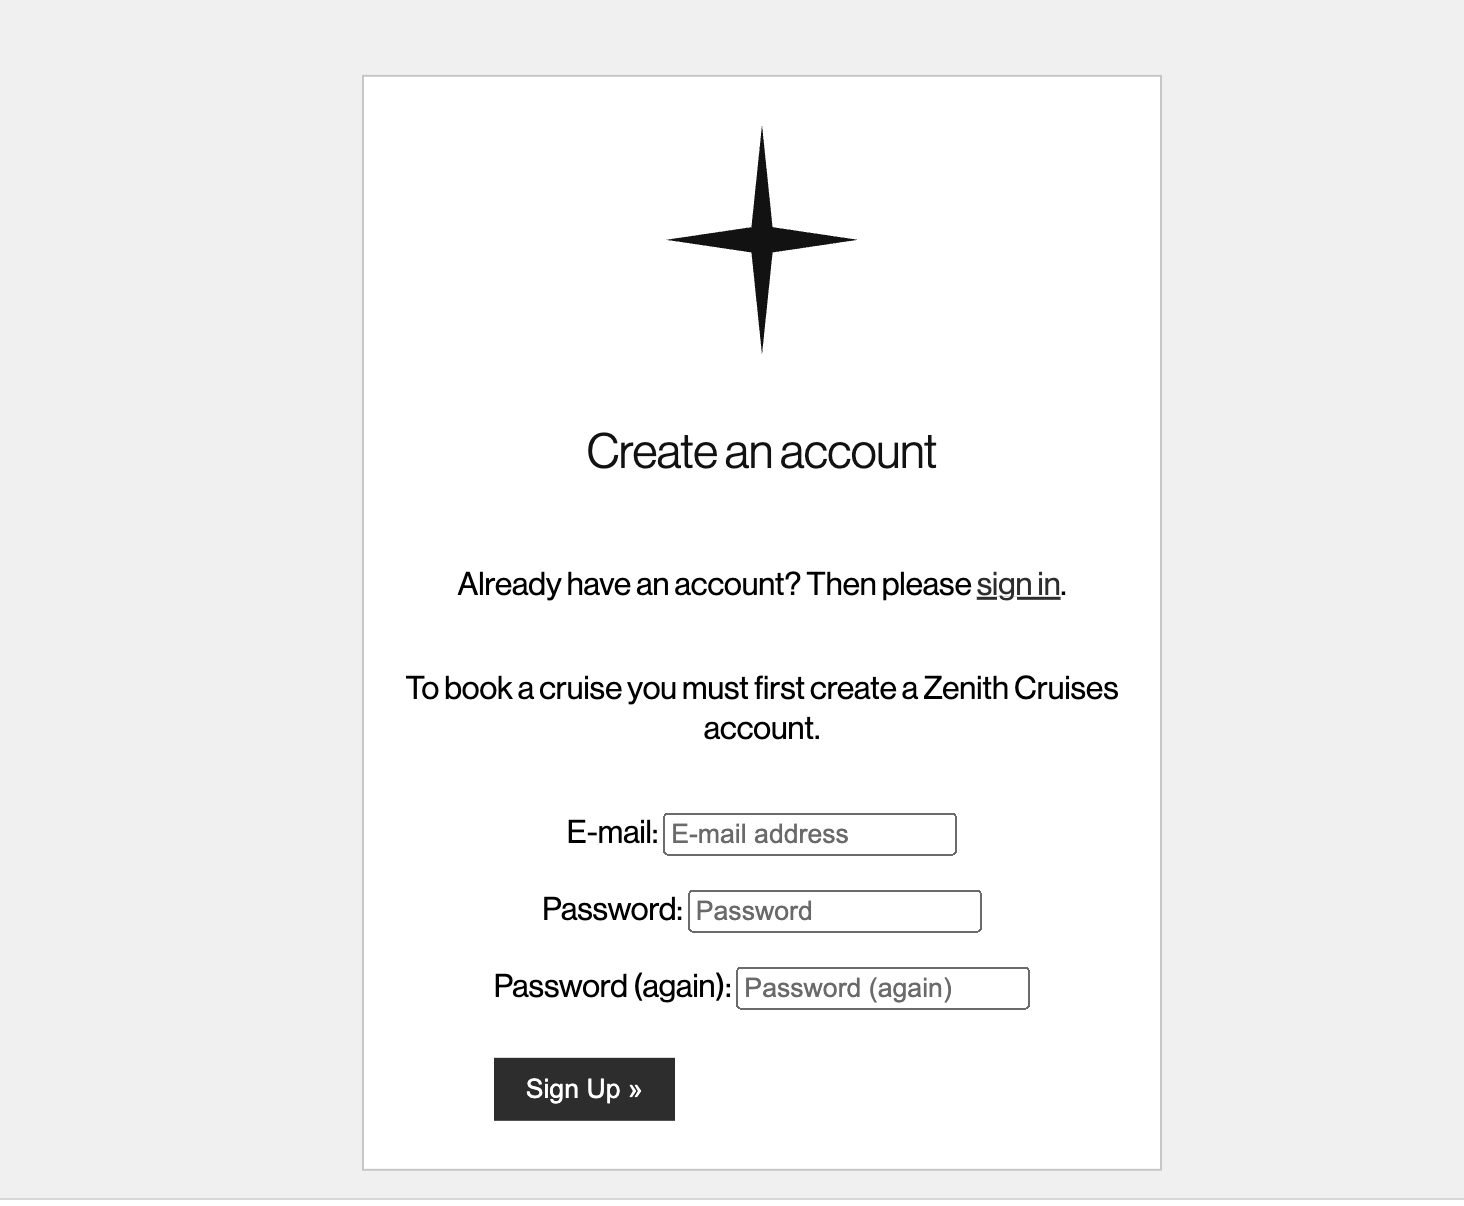 Create an account
Already have an account? Then please sign in.
To book a cruise you must first create a Zenith Cruises
account.
E-mail: E-mail address
Password: Password
Password (again): Password (again)
Sign Up »